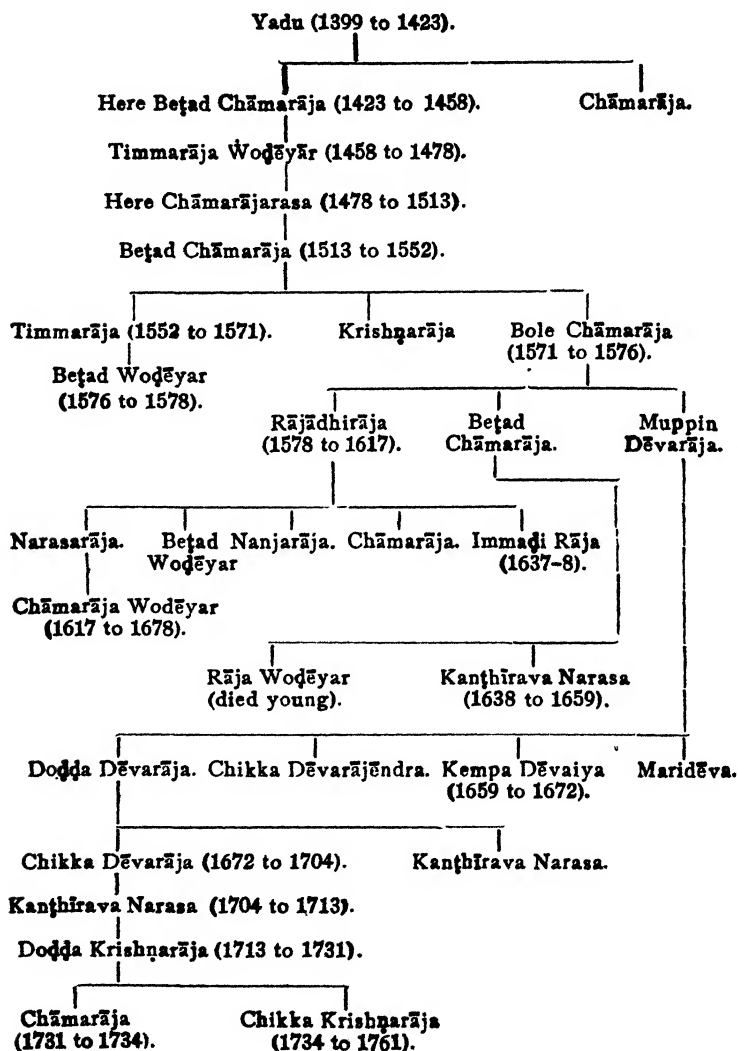 Yadu (1399 to 1423).
Here Beṭad Chāmarāja (1423 to 1458). Chāmarāja.
Timmarāja Woḍēyār (1458 to 1478).
Here Chāmarājarasa (1478 to 1513).
Beṭad Chāmarāja (1513 to 1552).
Timmarāja (1552 to 1571). Krishṇarāja Bole Chāmarāja
(1571 to 1576).
Beṭad Woḍēyar
(1576 to 1578).
Rājādhirāja Beṭad Muppin
(1578 to 1617). Chāmarāja. Dēvarāja.
Narasarāja. Beṭad Nanjarāja. Chāmarāja. Immaḍi Rāja
Woḍēyar (1637-8).
Chāmarāja Wodēyar
(1617 to 1678).
Rāja Woḍēyar Kanṭhīrava Narasa
(died young). (1638 to 1659).
Doḍḍa Dēvarāja. Chikka Dēvarājēndra. Kempa Dēvaiya Maridēva.
(1659 to 1672).
Chikka Dēvarāja (1672 to 1704). Kanṭhīrava Narasa.
Kanṭhīrava Narasa (1704 to 1713).
Doḍḍa Krishṇarāja (1713 to 1731).
Chāmarāja Chikka Krishṇarāja
(1731 to 1734). (1734 to 1761).